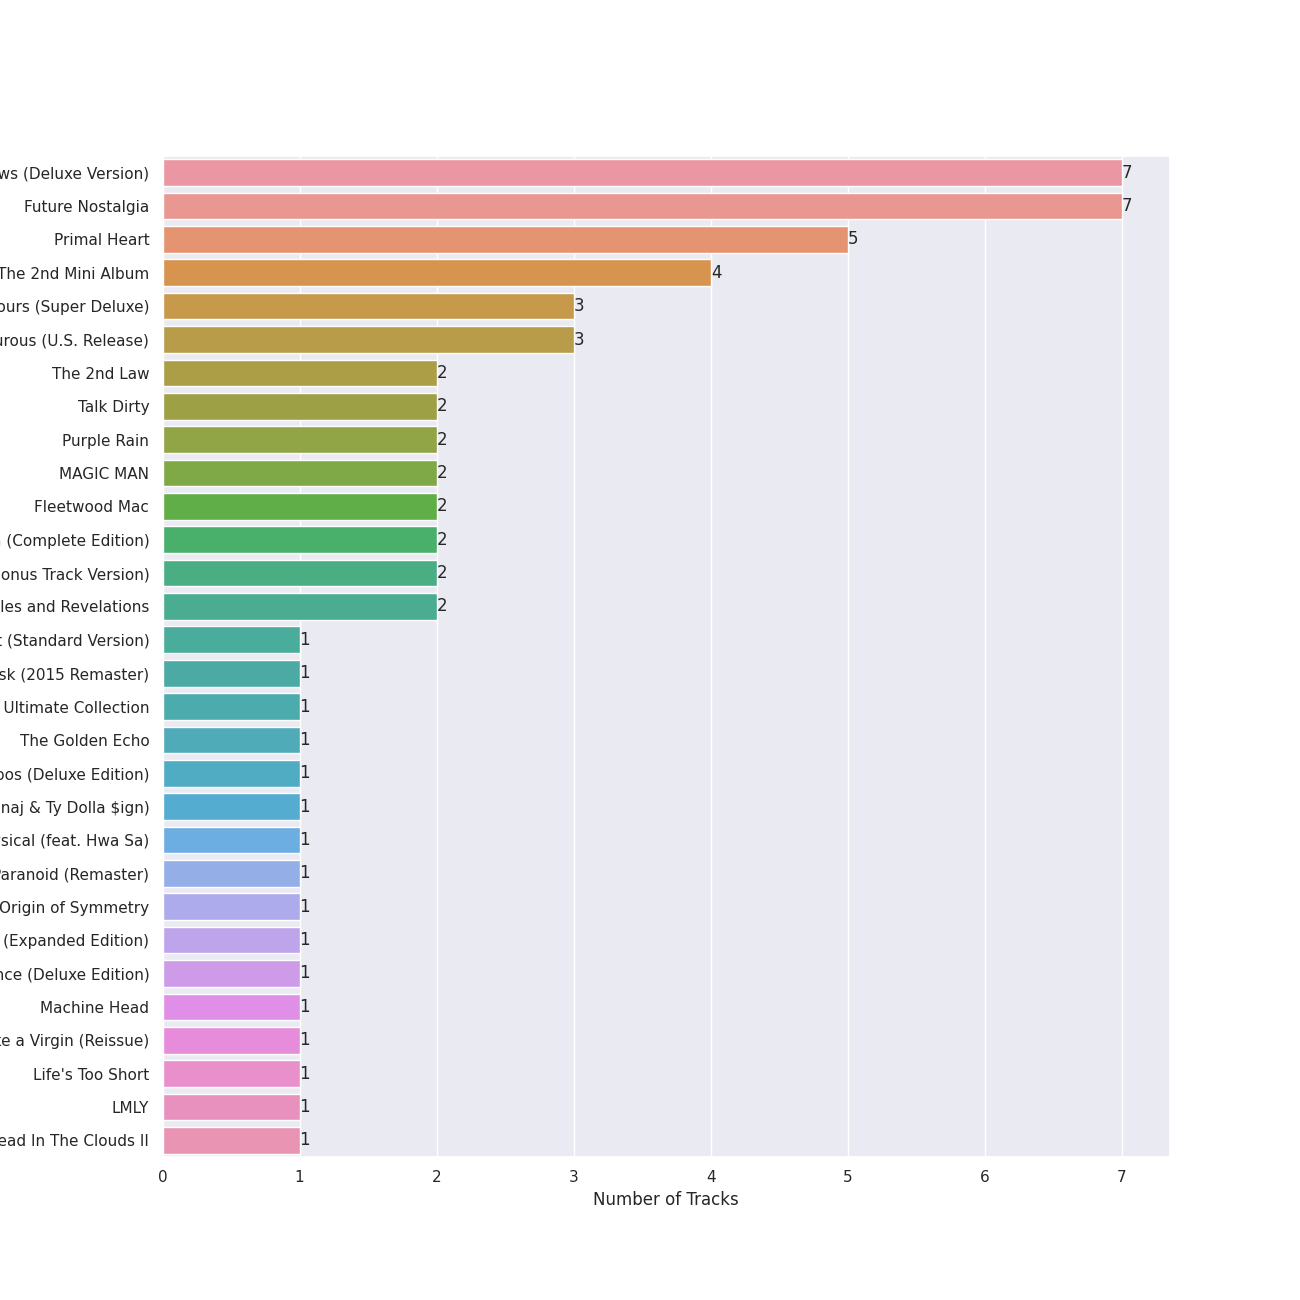 ws (Deluxe Version) 7
Future Nostalgia 7
Primal Heart 5
The 2nd Mini Album 4
ours (Super Deluxe) 3
urous (U.S. Release) 3
The 2nd Law 2
Talk Dirty 2
Purple Rain 2
MAGIC MAN 2
Fleetwood Mac 2
(Complete Edition) 2
onus Track Version) 2
les and Revelations 2
t (Standard Version) 1
sk (2015 Remaster) 1
Ultimate Collection 1
The Golden Echo 1
oos (Deluxe Edition) 1
naj & Ty Dolla $ign) 1
sical (feat. Hwa Sa) 1
Paranoid (Remaster) 1
Origin of Symmetry 1
(Expanded Edition) 1
nce (Deluxe Edition) 1
Machine Head 1
ke a Virgin (Reissue) 1
Life's Too Short 1
LMLY 1
ead In The Clouds II 1
0 1 2 3 4 5 6 7
Number of Tracks